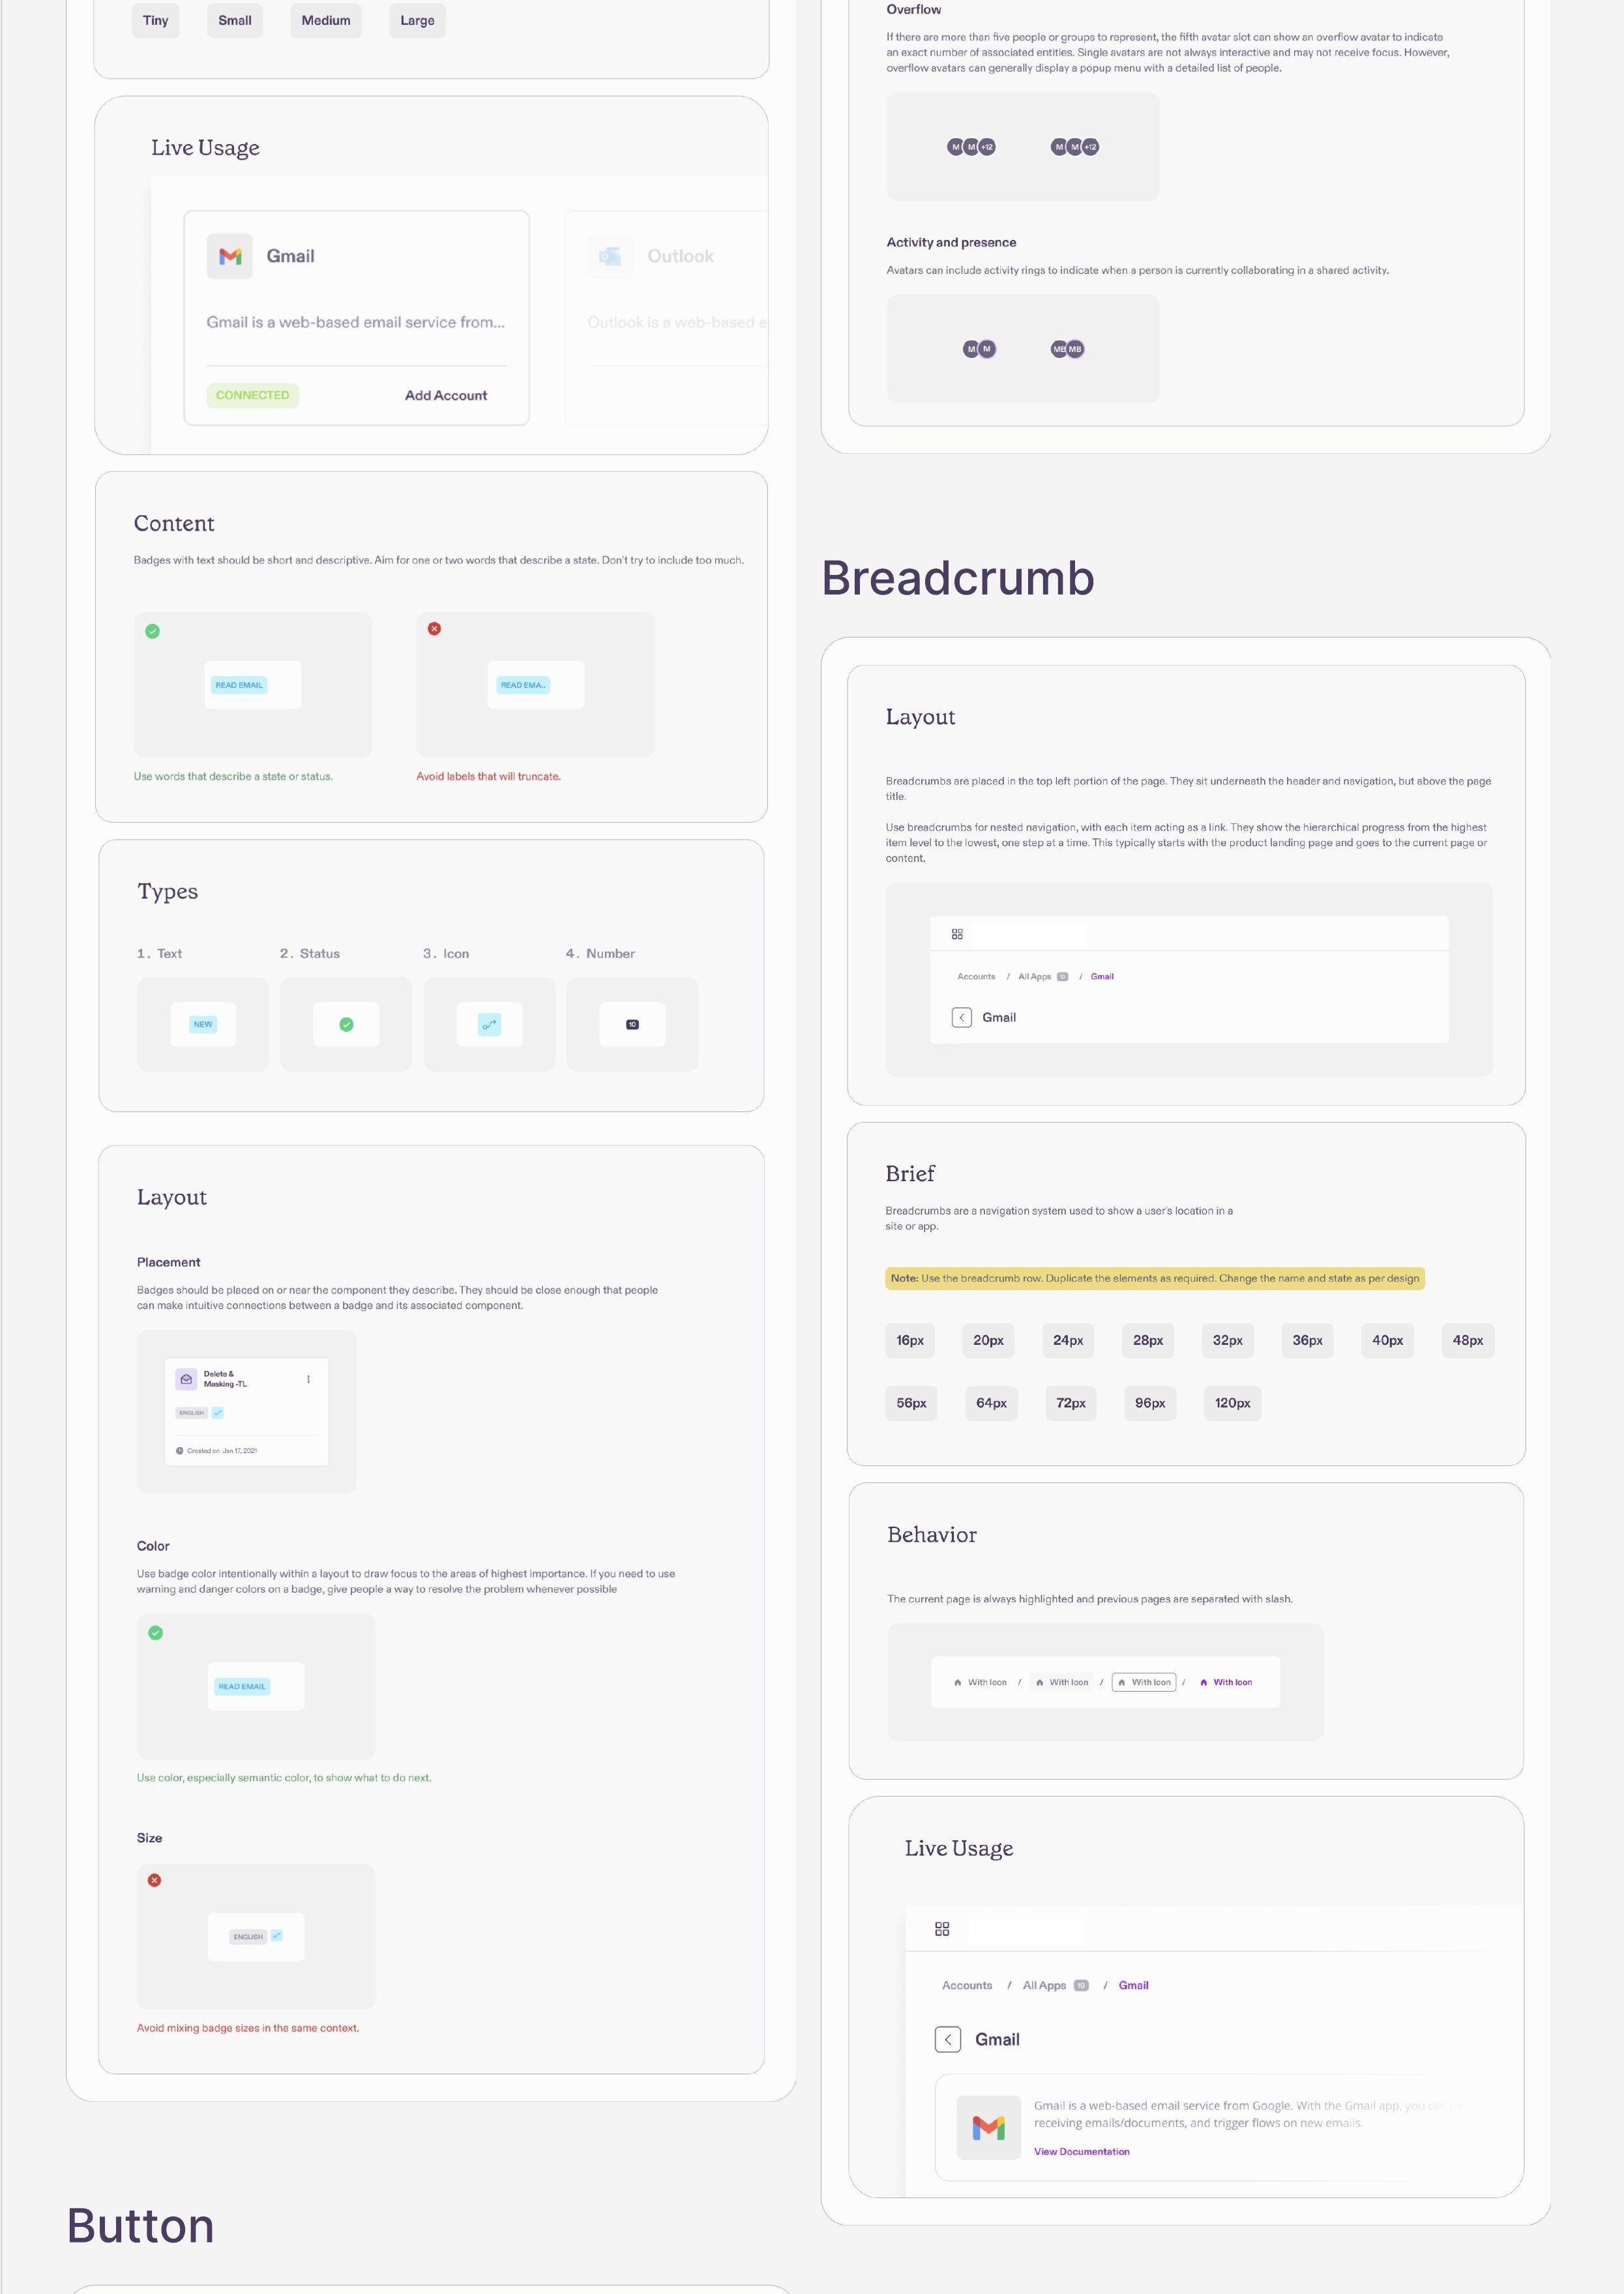 Tiny
Small
Medium
Large
Live Usage
Gmail
Outlook
Gmail is a web-based email service from...
Outlook is a web-based e
CONNECTED
Add Account
Content
Badges with text should be short and descriptive. Aim for one or two words that describe a state. Don't try to include too much.
READ EMAIL
READ EMA..
Use words that describe a state or status.
Avoid labels that will truncate.
Types
1. Text
2. Status
3. Icon
4. Number
NEW
10
Layout
Placement
Badges should be placed on or near the component they describe. They should be close enough that people
can make intuitive connections between a badge and its associated component.
Delete &
Masking -TL
ENGLISH
Created on Jan 17, 2021
Color
Use badge color intentionally within a layout to draw focus to the areas of highest importance. If you need to use
warning and danger colors on a badge, give people a way to resolve the problem whenever possible
READ EMAIL
Use color, especially semantic color, to show what to do next.
Size
ENGLISH
Avoid mixing badge sizes in the same context.
Button
Overflow
If there are more than five people or groups to represent, the fifth avatar slot can show an overflow avatar to indicate
an exact number of associated entities. Single avatars are not always interactive and may not receive focus. However,
overflow avatars can generally display a popup menu with a detailed list of people.
M M +12
M M +12
Activity and presence
Avatars can include activity rings to indicate when a person is currently collaborating in a shared activity.
M M
MB MB
Breadcrumb
Layout
Breadcrumbs are placed in the top left portion of the page. They sit underneath the header and navigation, but above the page
title.
Use breadcrumbs for nested navigation, with each item acting as a link. They show the hierarchical progress from the highest
item level to the lowest, one step at a time. This typically starts with the product landing page and goes to the current page or
content.
Accounts / All Apps 10 / Gmail
Gmail
Brief
Breadcrumbs are a navigation system used to show a user's location in a
site or app.
Note: Use the breadcrumb row. Duplicate the elements as required. Change the name and state as per design
16px 20px 24px 28px 32px 36px 40px 48px
56px 64px 72px 96px 120px
Behavior
The current page is always highlighted and previous pages are separated with slash.
With Icon / With Icon / With Icon / With Icon
Live Usage
Accounts / All Apps 10 / Gmail
Gmail
Gmail is a web-based email service from Google. With the Gmail app, you can
receiving emails/documents, and trigger flows on new emails.
View Documentation